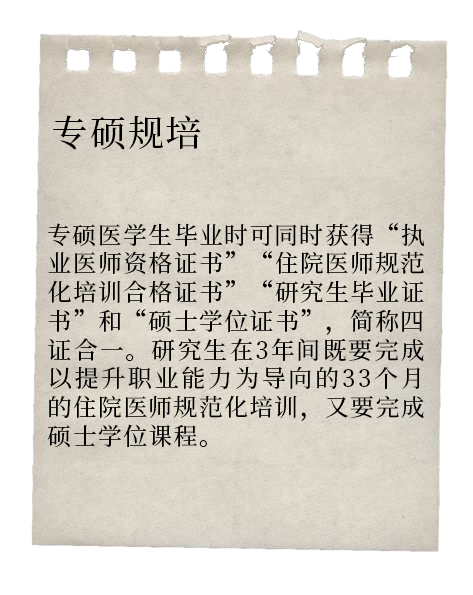 专硕规培
专硕医学生毕业时可同时获得“执
业医师资格证书”“住院医师规范
化培训合格证书”“研究生毕业证
书”和“硕士学位证书”，简称四
证合一。研究生在3年间既要完成
以提升职业能力为导向的33个月
的住院医师规范化培训，又要完成
硕士学位课程。